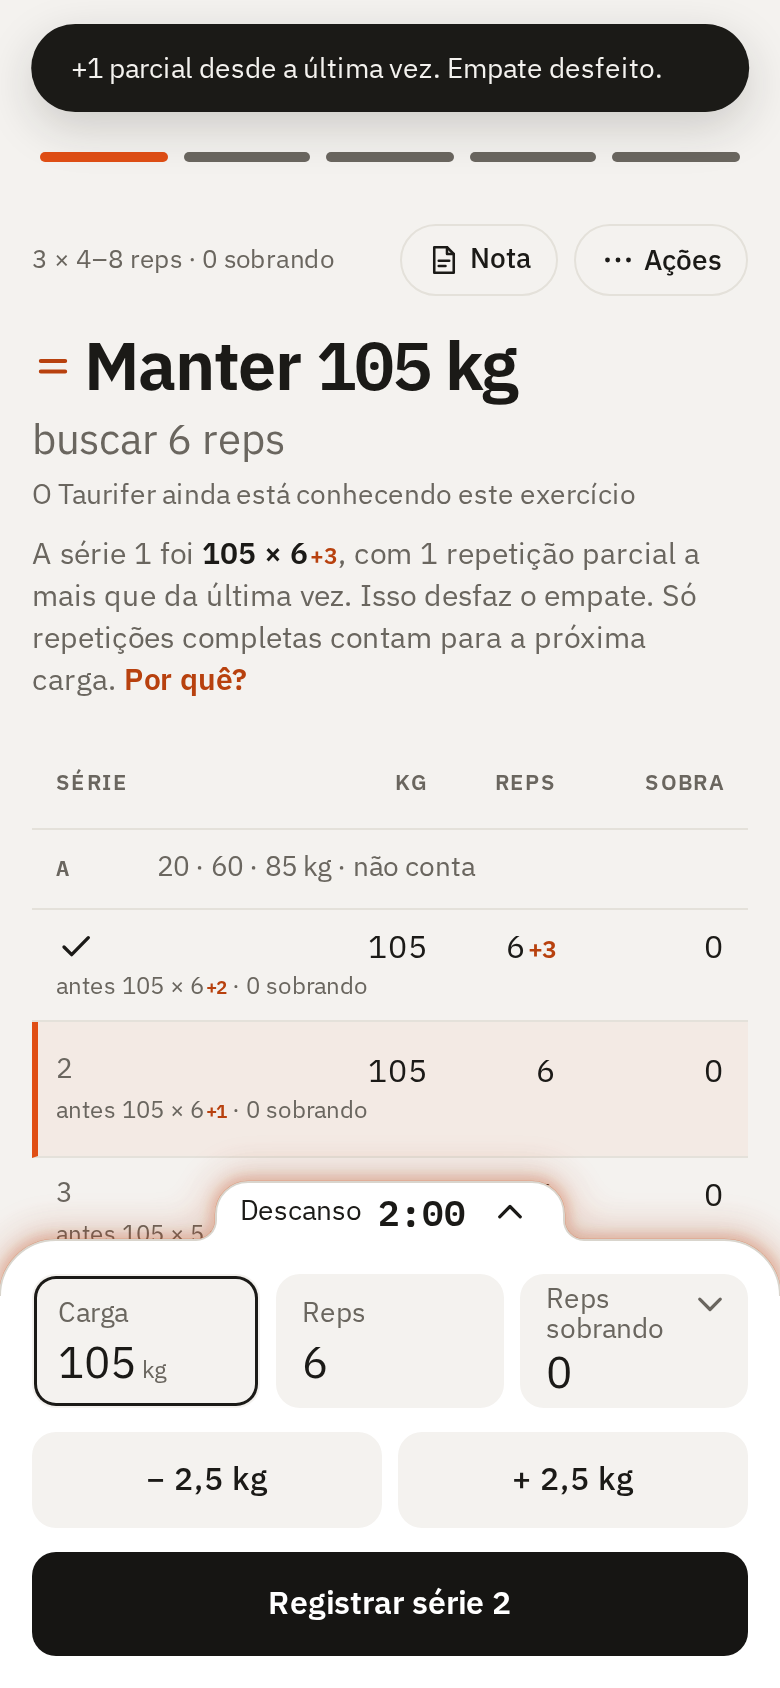 +1 parcial desde a última vez. Empate desfeito.
3 × 4–8 reps · 0 sobrando
Nota
Ações
= Manter 105 kg
buscar 6 reps
O Taurifer ainda está conhecendo este exercício
A série 1 foi 105 × 6+3, com 1 repetição parcial a
mais que da última vez. Isso desfaz o empate. Só
repetições completas contam para a próxima
carga. Por quê?
SÉRIE KG REPS SOBRA
A 20 · 60 · 85 kg · não conta
105 6+3 0
antes 105 × 6+2 · 0 sobrando
2 105 6 0
antes 105 × 6+1 · 0 sobrando
3 0
antes 105 × 5
Descanso 2:00
Carga
105 kg
Reps
6
Reps
sobrando
0
− 2,5 kg
+ 2,5 kg
Registrar série 2